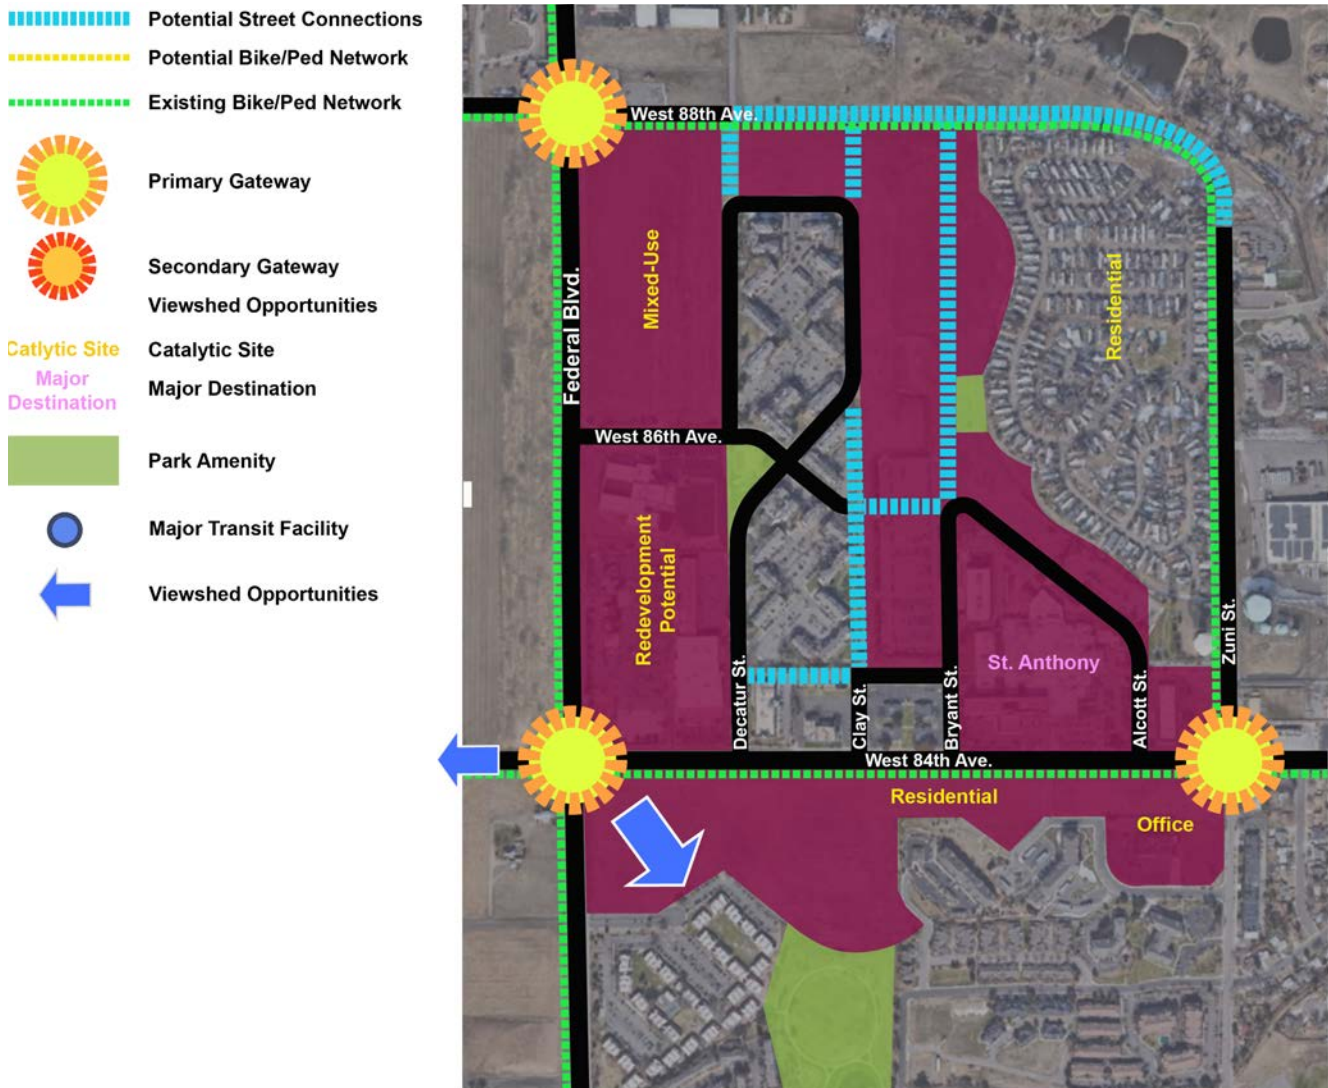 Potential Street Connections
Potential Bike/Ped Network
Existing Bike/Ped Network
Primary Gateway
Secondary Gateway
Viewshed Opportunities
Catlytic Site
Catalytic Site
Major
Destination
Major Destination
Park Amenity
Major Transit Facility
Viewshed Opportunities
West 88th Ave.
Federal Blvd.
Mixed-Use
Residential
West 86th Ave.
Redevelopment
Potential
Zuni St.
St. Anthony
Decatur St.
Clay St.
Bryant St.
Alcott St.
West 84th Ave.
Residential
Office